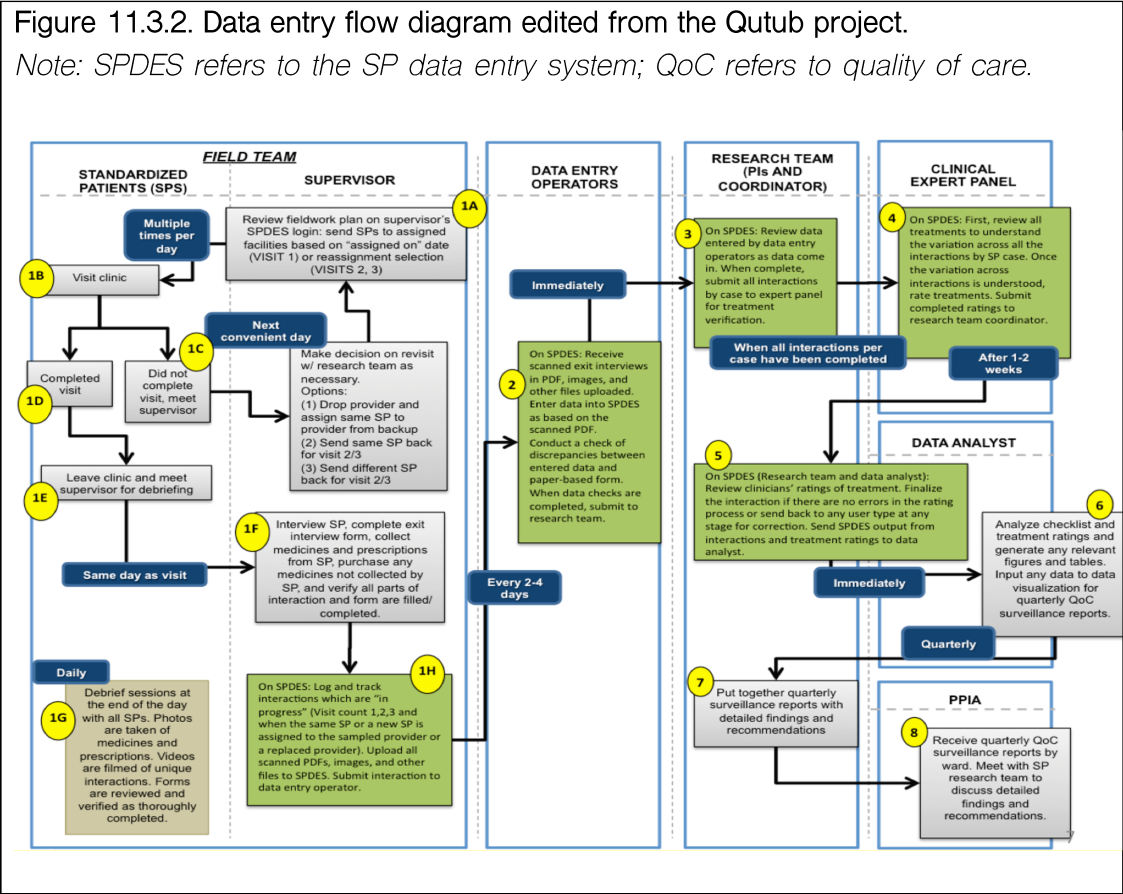 Figure 11.3.2. Data entry flow diagram edited from the Qutub project.
Note: SPDES refers to the SP data entry system; QoC refers to quality of care.
FIELD TEAM
STANDARDIZED
PATIENTS (SPS)
SUPERVISOR
DATA ENTRY
OPERATORS
RESEARCH TEAM
(PIs AND
COORDINATOR)
CLINICAL
EXPERT PANEL
1A
Review fieldwork plan on supervisor's
SPDES login: send SPs to assigned
facilities based on "assigned on" date
(VISIT 1) or reassignment selection
(VISITS 2, 3)
Multiple
times per
day
1B
Visit clinic
Next
convenient day
1C
Did not
complete
visit, meet
supervisor
Completed
visit
1D
Make decision on revisit
w/ research team as
necessary.
Options:
(1) Drop provider and
assign same SP to
provider from backup
(2) Send same SP back
for visit 2/3
(3) Send different SP
back for visit 2/3
Leave clinic and meet
supervisor for debriefing
1E
1F
Interview SP, complete exit
interview form, collect
medicines and prescriptions
from SP, purchase any
medicines not collected by
SP, and verify all parts of
interaction and form are filled/
completed.
Same day as visit
Daily
1G
Debrief sessions at
the end of the day
with all SPs. Photos
are taken of
medicines and
prescriptions. Videos
are filmed of unique
interactions. Forms
are reviewed and
verified as thoroughly
completed.
1H
On SPDES: Log and track
interactions which are "in
progress" (Visit count 1,2,3 and
when the same SP or a new SP is
assigned to the sampled provider or
a replaced provider). Upload all
scanned PDFs, images, and other
files to SPDES. Submit interaction to
data entry operator.
Every 2-4
days
2
On SPDES: Receive
scanned exit interviews
in PDF, images, and
other files uploaded.
Enter data into SPDES
as based on the
scanned PDF.
Conduct a check of
discrepancies between
entered data and
paper-based form.
When data checks are
completed, submit to
research team.
Immediately
3
On SPDES: Review data
entered by data entry
operators as data come
in. When complete,
submit all interactions
by case to expert panel
for treatment
verification.
When all interactions per
case have been completed
4
On SPDES: First, review all
treatments to understand
the variation across all the
interactions by SP case. Once
the variation across
interactions is understood,
rate treatments. Submit
completed ratings to
research team coordinator.
After 1-2
weeks
DATA ANALYST
5
On SPDES (Research team and data analyst):
Review clinicians' ratings of treatment. Finalize
the interaction if there are no errors in the rating
process or send back to any user type at any
stage for correction. Send SPDES output from
interactions and treatment ratings to data
analyst.
Immediately
6
Analyze checklist and
treatment ratings and
generate any relevant
figures and tables.
Input any data to data
visualization for
quarterly QoC
surveillance reports.
Quarterly
7
Put together quarterly
surveillance reports with
detailed findings and
recommendations
PPIA
8
Receive quarterly QoC
surveillance reports by
ward. Meet with SP
research team to
discuss detailed
findings and
recommendations.
7